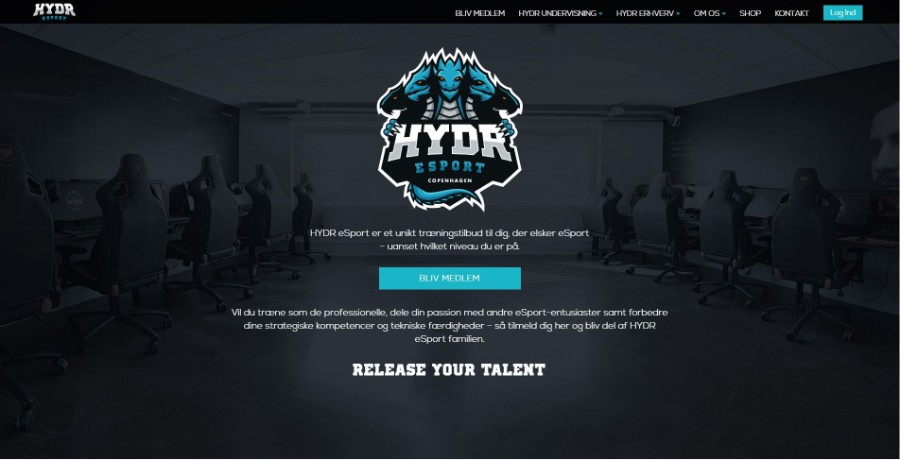 HYDR
ESPORT
BLIV MEDLEM HYDR UNDERVISNING HYDR ERHVERV OM OS SHOP KONTAKT Log Ind
HYDR
ESPORT
COPENHAGEN
HYDR eSport er et unikt træningstilbud til dig, der elsker eSport
– uanset hvilket niveau du er på.
BLIV MEDLEM
Vil du træne som de professionelle, dele din passion med andre eSport-entusiaster samt forbedre
dine strategiske kompetencer og tekniske færdigheder – så tilmeld dig her og bliv del af HYDR
eSport familien.
RELEASE YOUR TALENT